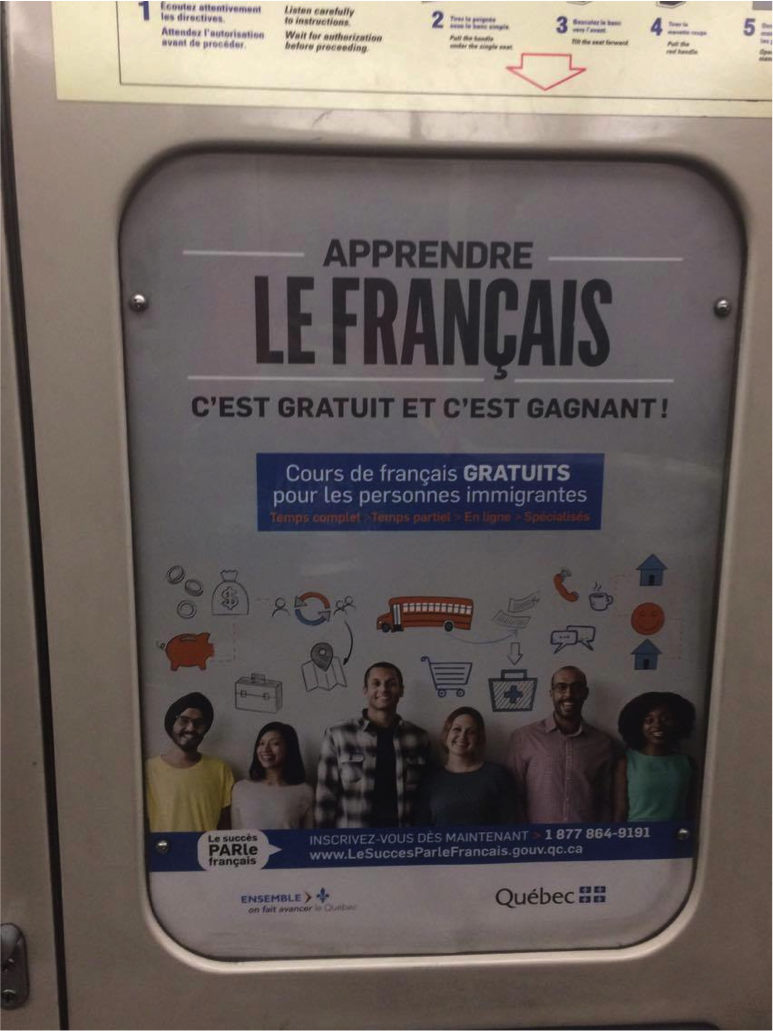 1 Écoutez attentivement
les directives.
Attendez l'autorisation
avant de procéder.
Listen carefully
to instructions.
Wait for authorization
before proceeding.
2 Tirez la poignée
sous le banc simple.
Pull the handle
under the single seat
3 Basculez le banc
vers l'avant.
Tilt the seat forward
4 Tirez la
manette rouge
Pull the
red handle
5
APPRENDRE
LE FRANÇAIS
C'EST GRATUIT ET C'EST GAGNANT !
Cours de français GRATUITS
pour les personnes immigrantes
Temps complet > Temps partiel > En ligne > Spécialisés
$
Le succès
PARle
français
INSCRIVEZ-VOUS DÈS MAINTENANT > 1 877 864-9191
www.LeSuccesParleFrancais.gouv.qc.ca
ENSEMBLE >
on fait avancer le Québec
Québec